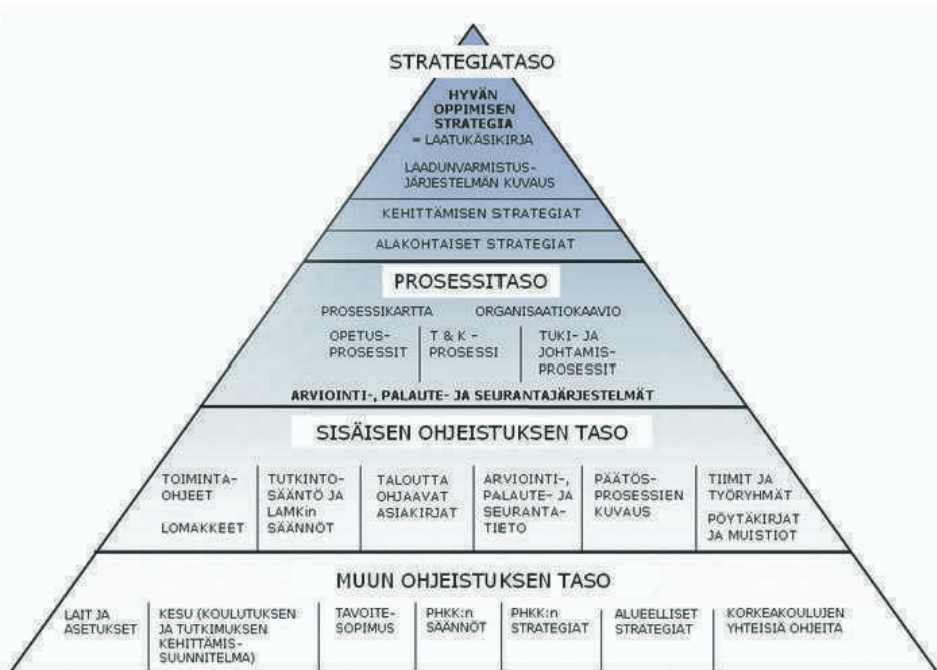 STRATEGIATASO
HYVÄN
OPPIMISEN
STRATEGIA
= LAATUKÄSIKIRJA
LAADUNVARMISTUS-
JÄRJESTELMÄN KUVAUS
KEHITTÄMISEN STRATEGIAT
ALAKOHTAISET STRATEGIAT
PROSESSITASO
PROSESSIKARTTA
ORGANISAATIOKAAVIO
OPETUS-
PROSESSIT
T & K -
PROSESSI
TUKI- JA
JOHTAMIS-
PROSESSIT
ARVIOINTI-, PALAUTE- JA SEURANTAJÄRJESTELMÄT
SISÄISEN OHJEISTUKSEN TASO
TOIMINTA-
OHJEET
LOMAKKEET
TUTKINTO-
SÄÄNTÖ JA
LAMKin
SÄÄNNÖT
TALOUTTA
OHJAAVAT
ASIAKIRJAT
ARVIOINTI-,
PALAUTE- JA
SEURANTA-
TIETO
PÄÄTÖS-
PROSESSIEN
KUVAUS
TIIMIT JA
TYÖRYHMÄT
PÖYTÄKIRJAT
JA MUISTIOT
MUUN OHJEISTUKSEN TASO
LAIT JA
ASETUKSET
KESU (KOULUTUKSEN
JA TUTKIMUKSEN
KEHITTÄMIS-
SUUNNITELMA)
TAVOITE-
SOPIMUS
PHKK:n
SÄÄNNÖT
PHKK:n
STRATEGIAT
ALUEELLISET
STRATEGIAT
KORKEAKOULUJEN
YHTEISIÄ OHJEITA